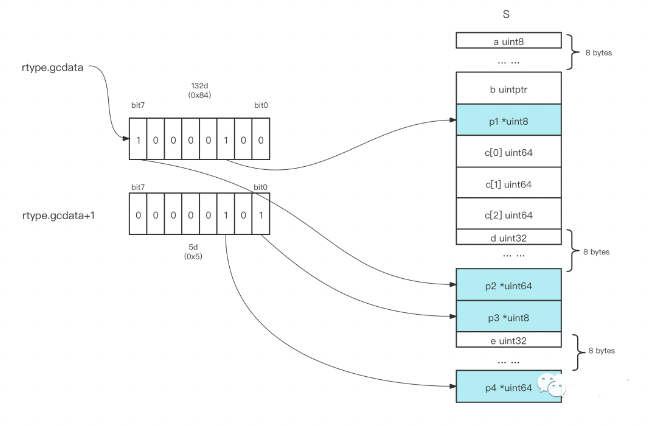 S
a uint8
... ...
8 bytes
rtype.gcdata
132d
(0x84)
bit7
bit0
1 0 0 0 0 1 0 0
b uintptr
p1 *uint8
c[0] uint64
c[1] uint64
c[2] uint64
d uint32
... ...
8 bytes
rtype.gcdata+1
bit7
bit0
0 0 0 0 0 1 0 1
5d
(0x5)
p2 *uint64
p3 *uint8
e uint32
... ...
8 bytes
p4 *uint64